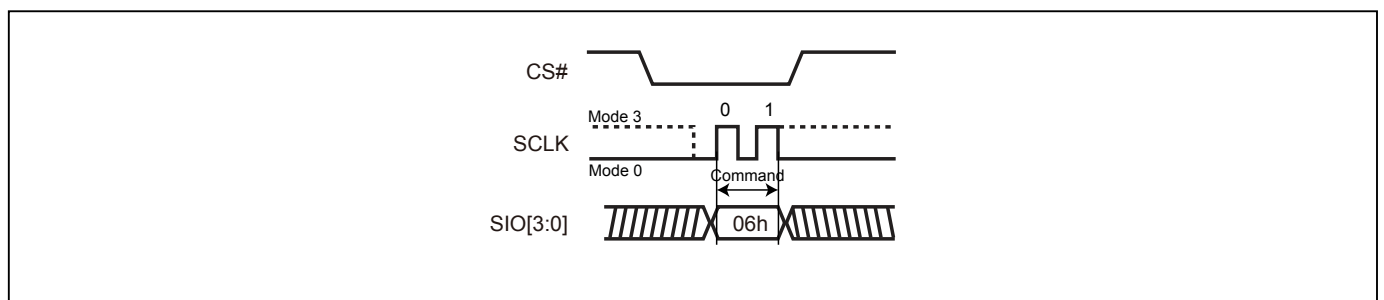 CS#
Mode 3
0 1
SCLK
Mode 0
Command
SIO[3:0]
06h